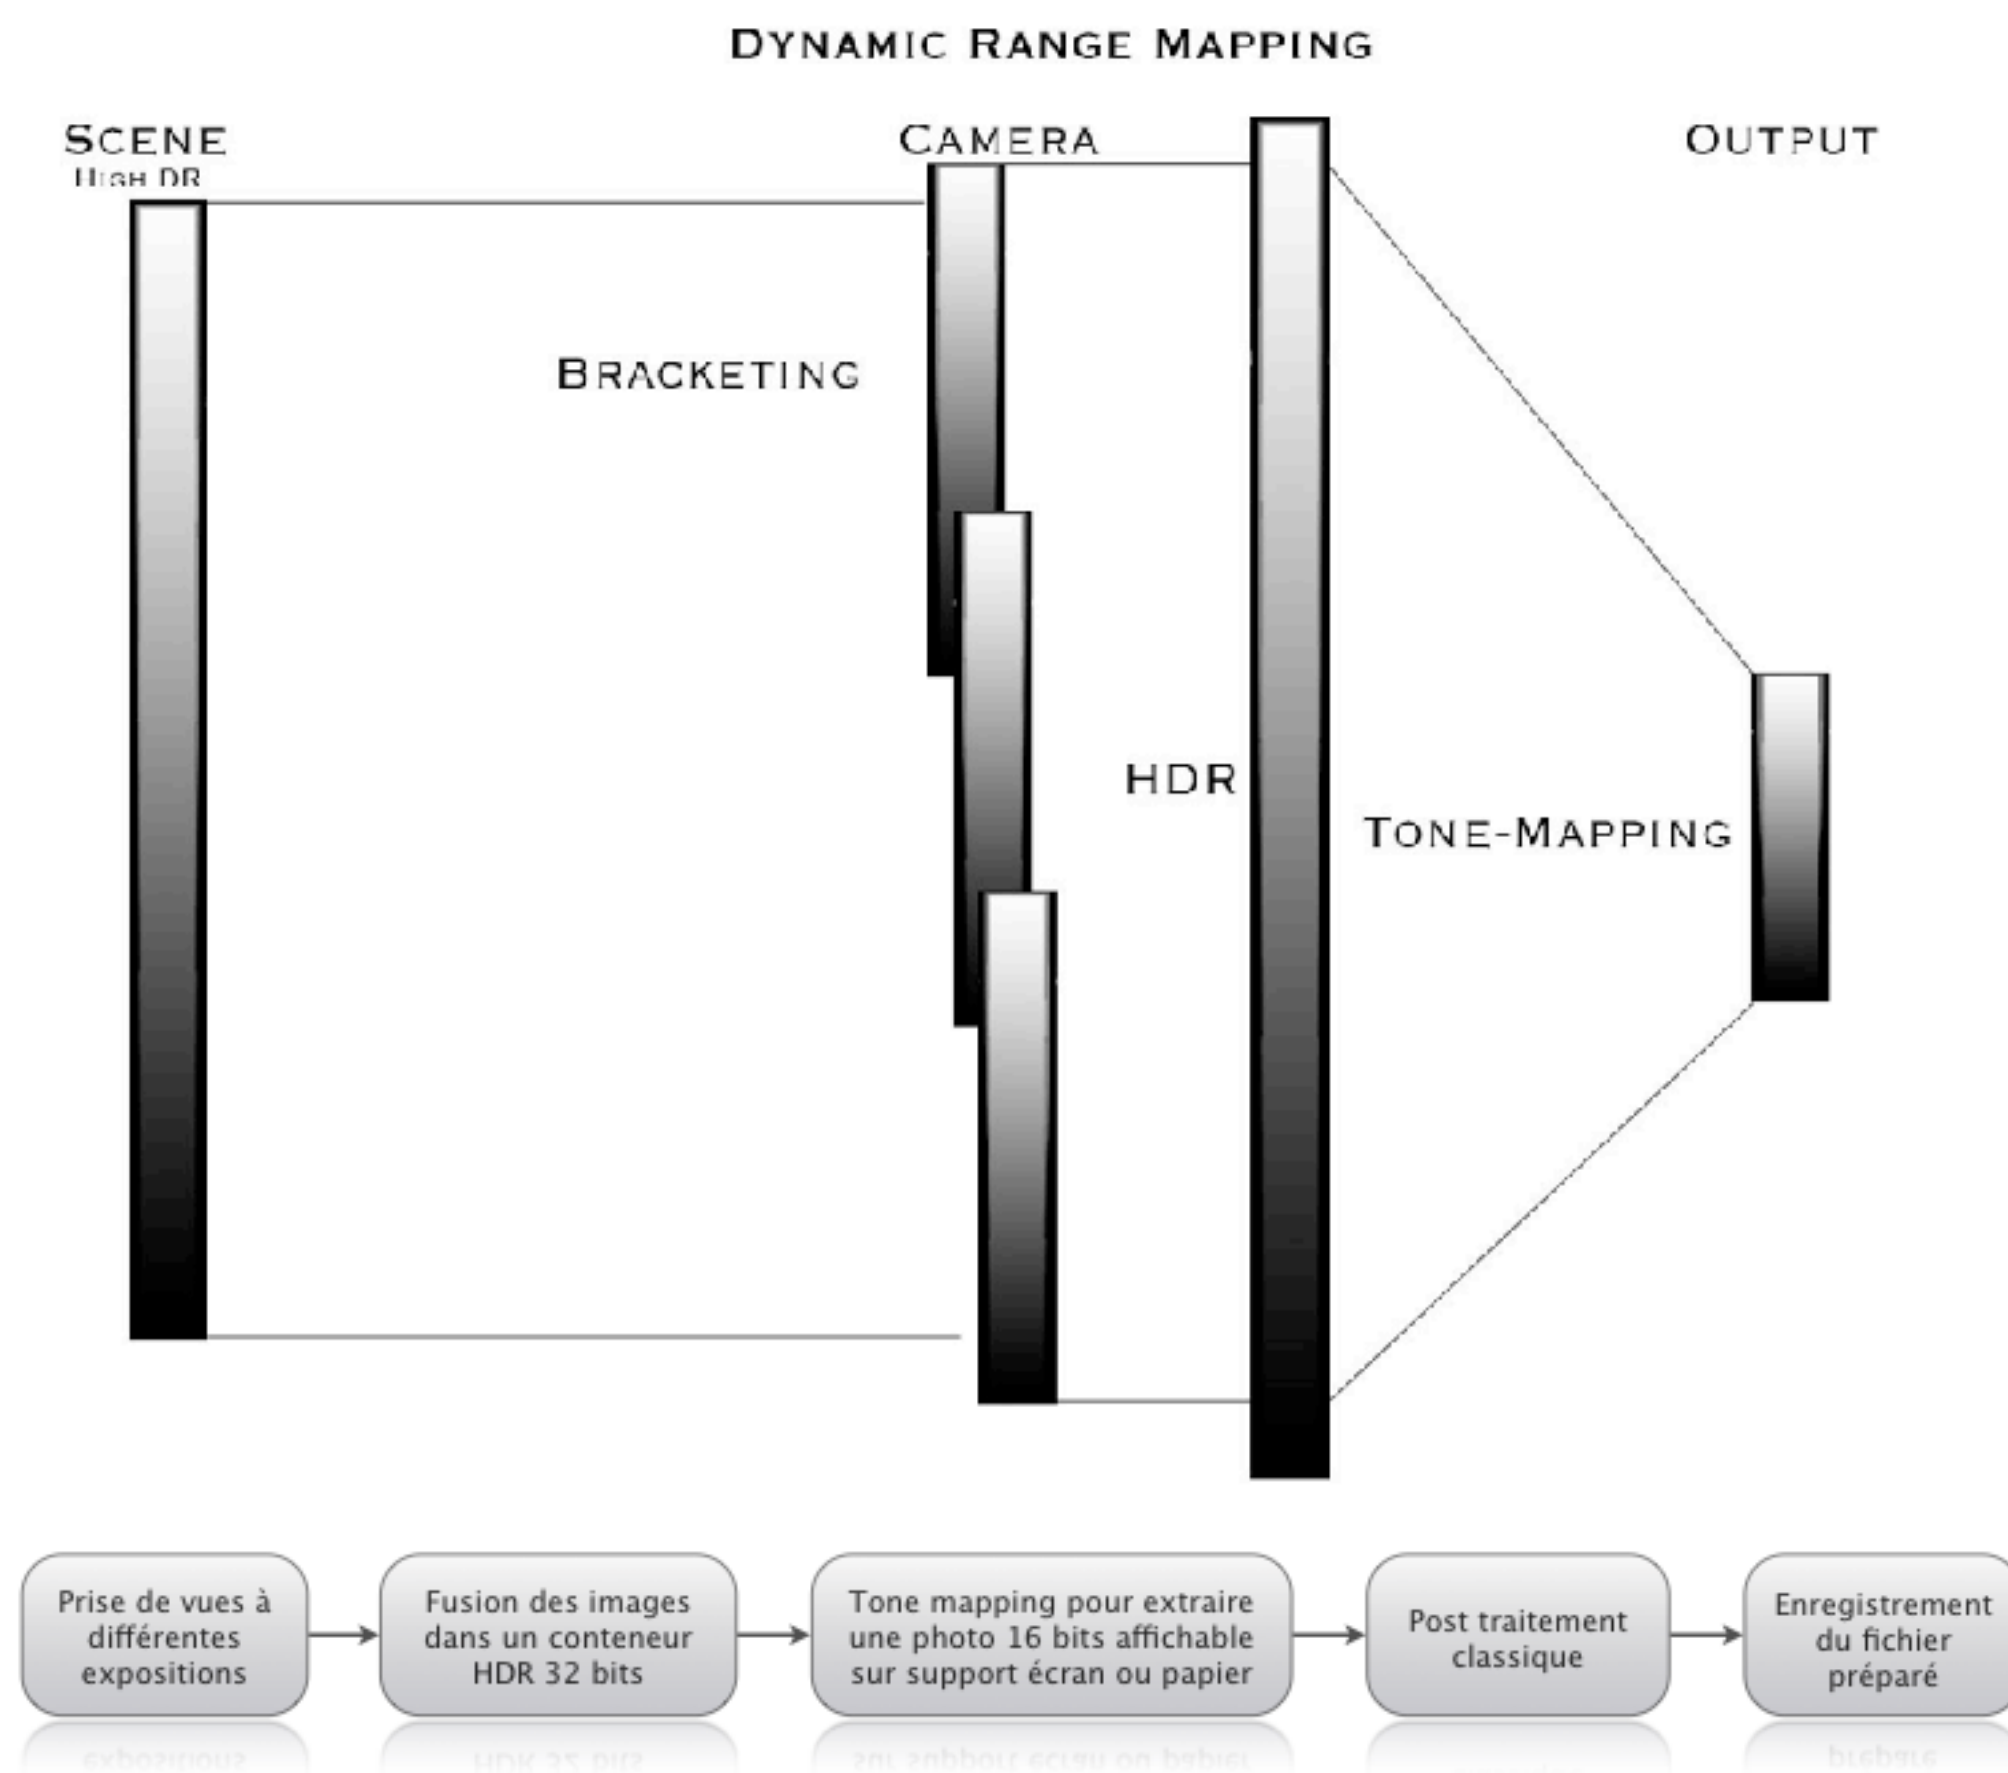 DYNAMIC RANGE MAPPING
SCENE
HIGH DR
CAMERA
OUTPUT
BRACKETING
HDR
TONE-MAPPING
Prise de vues à
différentes
expositions
Fusion des images
dans un conteneur
HDR 32 bits
Tone mapping pour extraire
une photo 16 bits affichable
sur support écran ou papier
Post traitement
classique
Enregistrement
du fichier
préparé